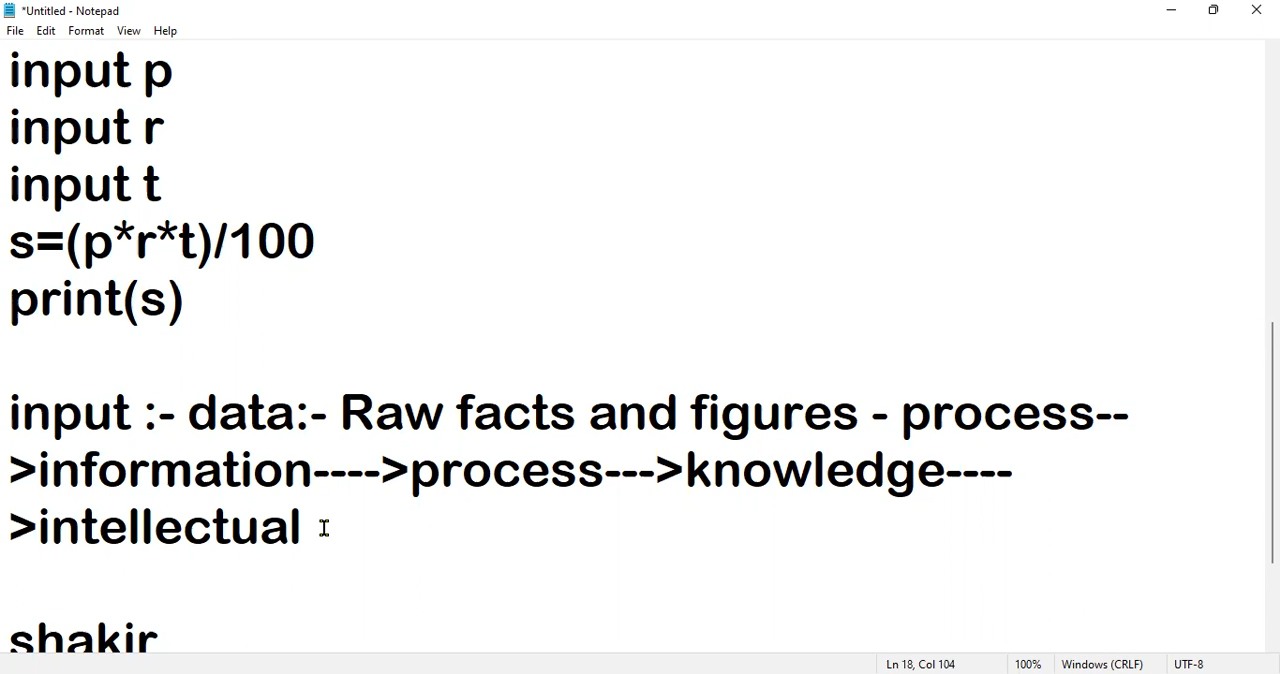 *Untitled - Notepad
File Edit Format View Help
input p
input r
input t
s=(p*r*t)/100
print(s)
input :- data:- Raw facts and figures - process--
>information---->process--->knowledge----
>intellectual
shakir
Ln 18, Col 104 100% Windows (CRLF) UTF-8